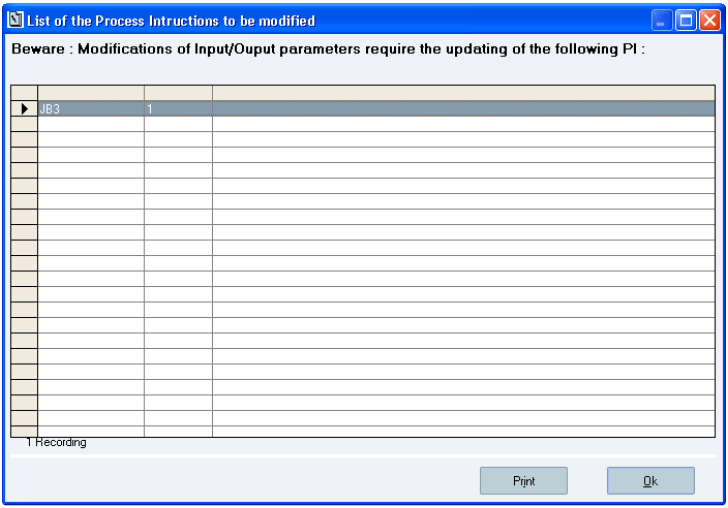 List of the Process Intructions to be modified
Beware : Modifications of Input/Ouput parameters require the updating of the following PI :
JB3 1
1 Recording
Print Ok